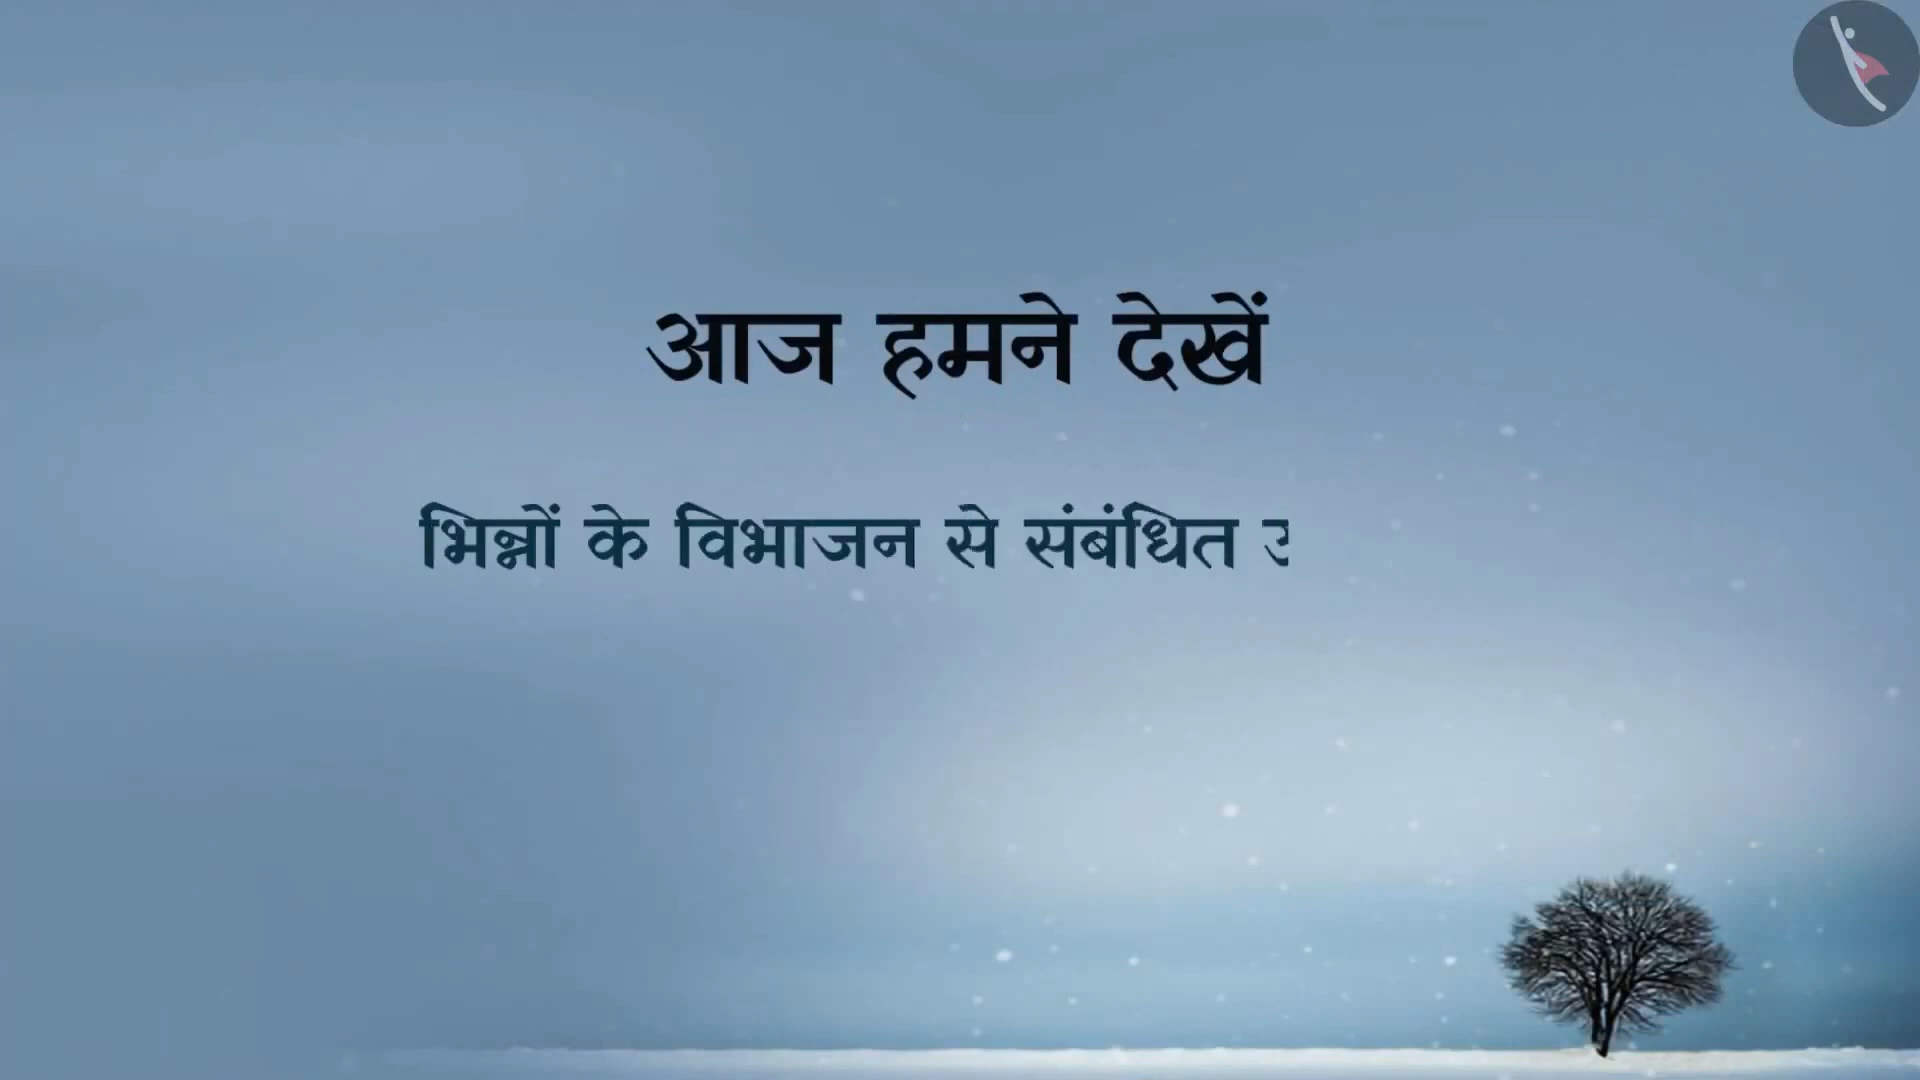 आज हमने देखें
भिन्नों के विभाजन से संबंधित